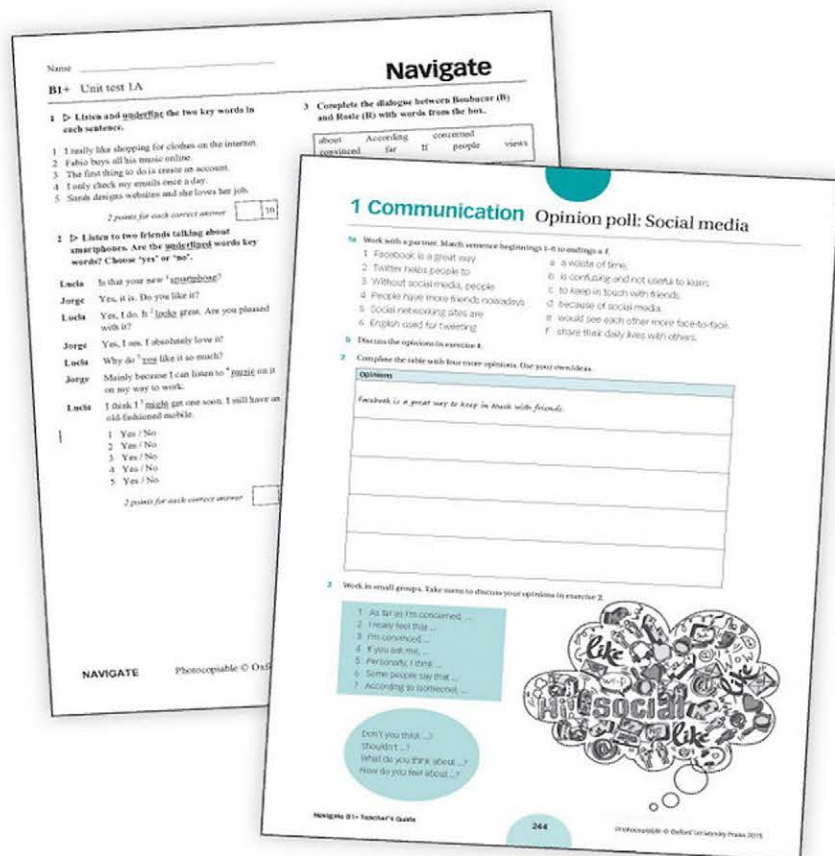 Name
Navigate
B1+ Unit test 1A
1 ▷ Listen and underline the two key words in
each sentence.
1 I really like shopping for clothes on the internet.
2 Fabio buys all his music online.
3 The first thing to do is create an account.
4 I only check my emails once a day.
5 Sarah designs websites and she loves her job.
2 points for each correct answer
10
2 ▷ Listen to two friends talking about
smartphones. Are the underlined words key
words? Choose 'yes' or 'no'.
Lucia Is that your new ¹ smartphone?
Jorge Yes, it is. Do you like it?
Lucia Yes, I do. It ² looks great. Are you pleased
with it?
Jorge Yes, I am. I absolutely love it!
Lucia Why do ³ you like it so much?
Jorge Mainly because I can listen to ⁴ music on it
on my way to work.
Lucia I think I ⁵ might get one soon. I still have an
old-fashioned mobile.
1 Yes / No
2 Yes / No
3 Yes / No
4 Yes / No
5 Yes / No
2 points for each correct answer
3 Complete the dialogue between Boubacar (B)
and Rosie (R) with words from the box.
about According concerned
convinced far If people views
NAVIGATE Photocopiable ©
1 Communication Opinion poll: Social media
1a Work with a partner. Match sentence beginnings 1–6 to endings a–f.
1 Facebook is a great way
2 Twitter helps people to
3 Without social media, people
4 People have more friends nowadays
5 Social networking sites are
6 English used for tweeting
a a waste of time.
b is confusing and not useful to learn.
c to keep in touch with friends.
d because of social media.
e would see each other more face-to-face.
f share their daily lives with others.
b Discuss the opinions in exercise 1.
2 Complete the table with four more opinions. Use your own ideas.
Opinions
Facebook is a great way to keep in touch with friends.
3 Work in small groups. Take turns to discuss your opinions in exercise 2.
1 As far as I'm concerned, ...
2 I really feel that ...
3 I'm convinced ...
4 If you ask me, ...
5 Personally, I think ...
6 Some people say that ...
7 According to (someone), ...
Don't you think ...?
Shouldn't ...?
What do you think about ...?
How do you feel about ...?
like
like
Hi! social
like
Navigate B1+ Teacher's Guide
244
Photocopiable © Oxford University Press 2015